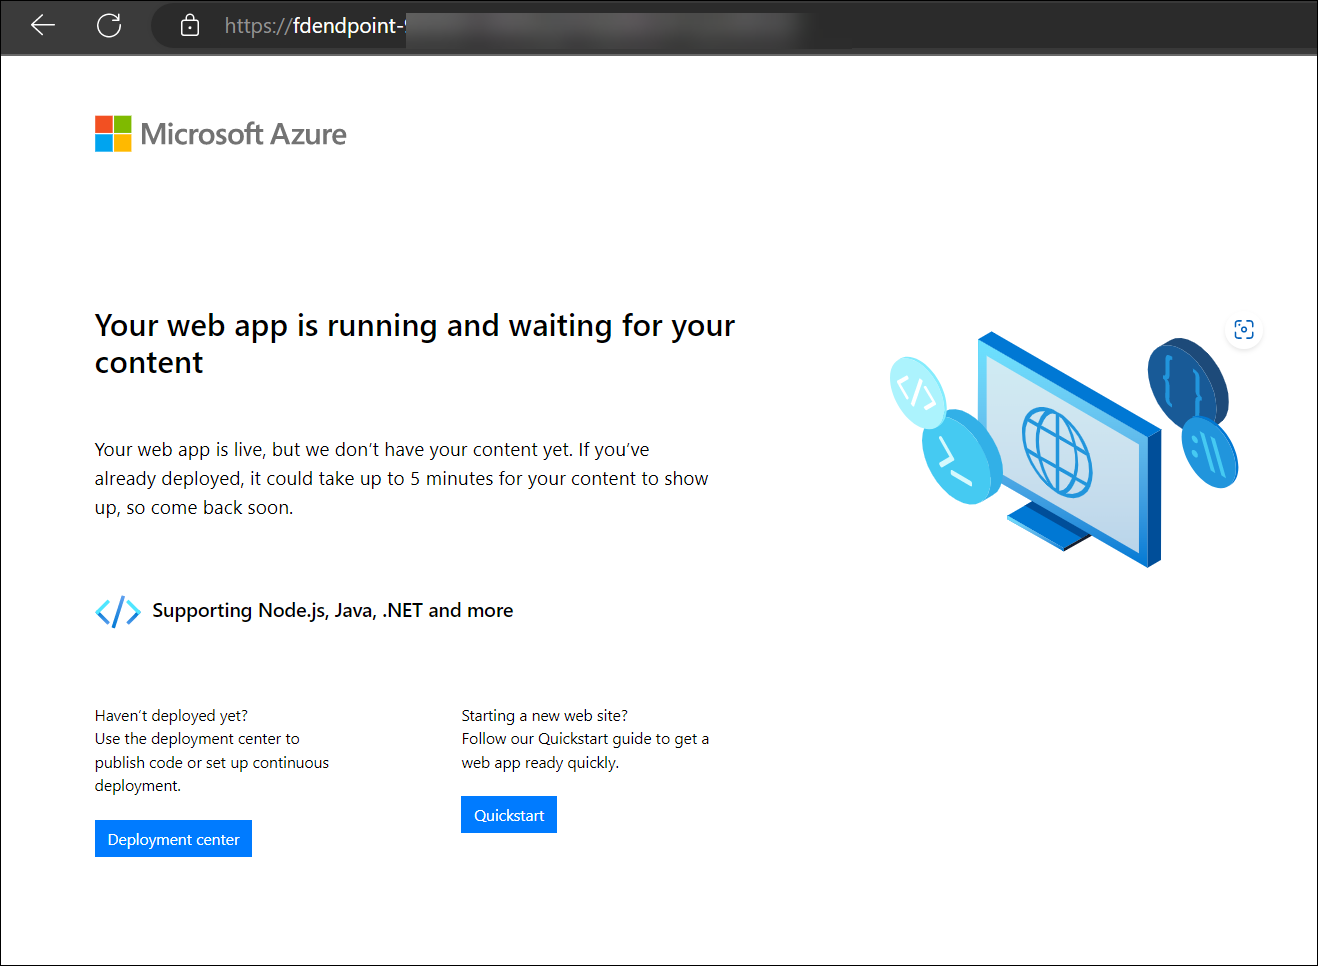 https://fdendpoint-
Microsoft Azure
Your web app is running and waiting for your
content
Your web app is live, but we don’t have your content yet. If you’ve
already deployed, it could take up to 5 minutes for your content to show
up, so come back soon.
</> Supporting Node.js, Java, .NET and more
Haven’t deployed yet?
Use the deployment center to
publish code or set up continuous
deployment.
Deployment center
Starting a new web site?
Follow our Quickstart guide to get a
web app ready quickly.
Quickstart